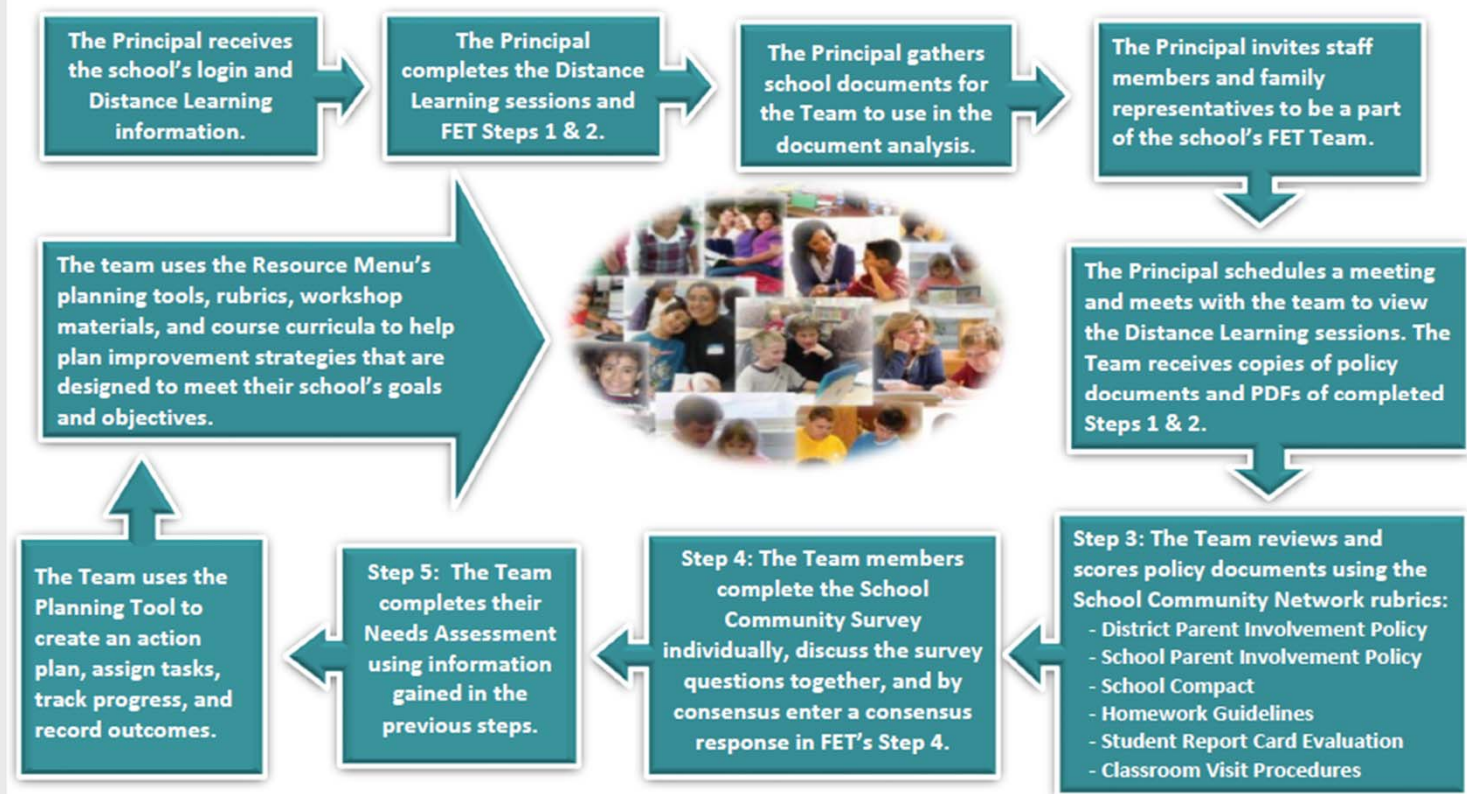 The Principal receives
the school's login and
Distance Learning
information.
The Principal
completes the Distance
Learning sessions and
FET Steps 1 & 2.
The Principal gathers
school documents for
the Team to use in the
document analysis.
The Principal invites staff
members and family
representatives to be a part
of the school's FET Team.
The Principal schedules a meeting
and meets with the team to view
the Distance Learning sessions. The
Team receives copies of policy
documents and PDFs of completed
Steps 1 & 2.
Step 3: The Team reviews and
scores policy documents using the
School Community Network rubrics:
- District Parent Involvement Policy
- School Parent Involvement Policy
- School Compact
- Homework Guidelines
- Student Report Card Evaluation
- Classroom Visit Procedures
Step 4: The Team members
complete the School
Community Survey
individually, discuss the survey
questions together, and by
consensus enter a consensus
response in FET's Step 4.
Step 5:  The Team
completes their
Needs Assessment
using information
gained in the
previous steps.
The Team uses the
Planning Tool to
create an action
plan, assign tasks,
track progress, and
record outcomes.
The team uses the Resource Menu's
planning tools, rubrics, workshop
materials, and course curricula to help
plan improvement strategies that are
designed to meet their school's goals
and objectives.